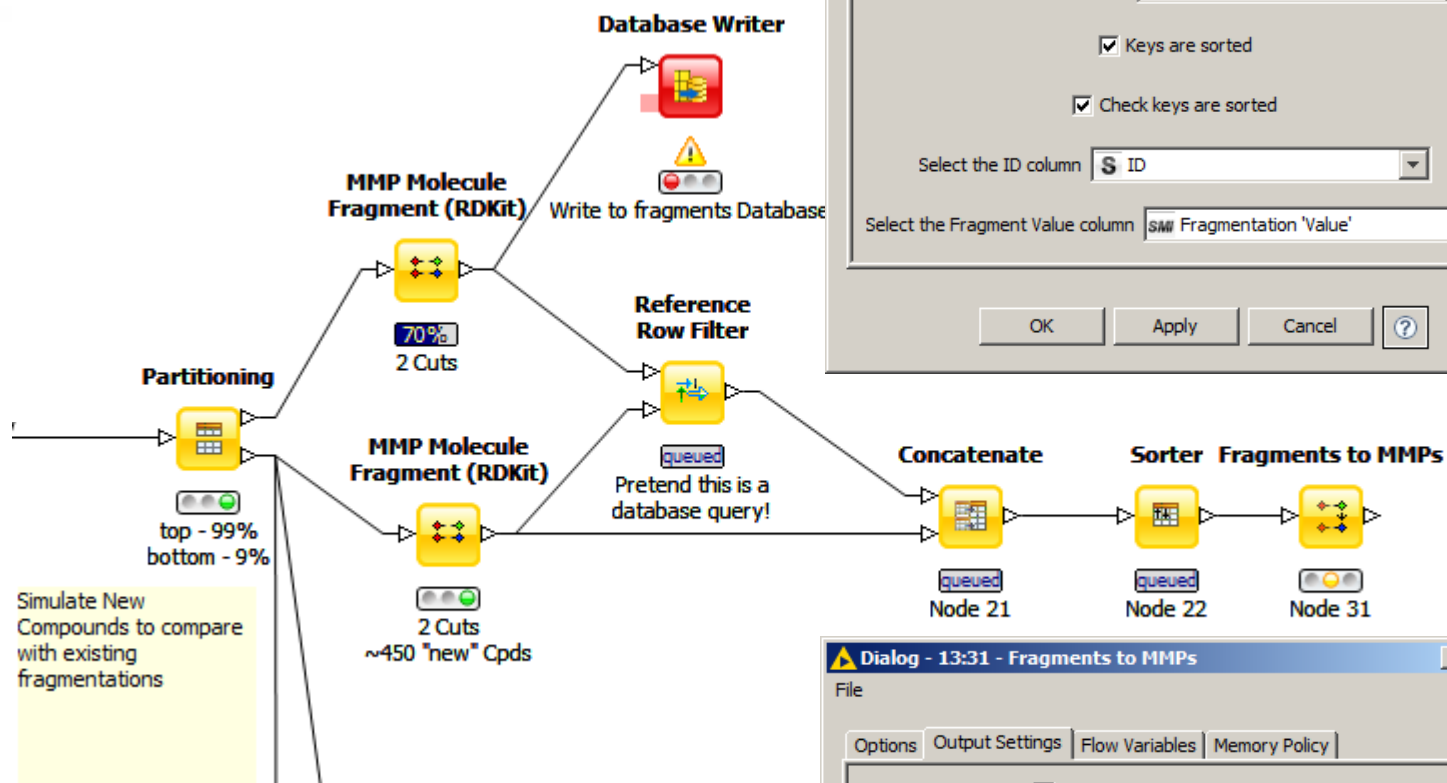 Database Writer
Write to fragments Database
MMP Molecule
Fragment (RDKit)
70%
2 Cuts
Reference
Row Filter
queued
Pretend this is a
database query!
Partitioning
top - 99%
bottom - 9%
MMP Molecule
Fragment (RDKit)
2 Cuts
~450 "new" Cpds
Concatenate
queued
Node 21
Sorter
queued
Node 22
Fragments to MMPs
Node 31
Simulate New
Compounds to compare
with existing
fragmentations
Keys are sorted
Check keys are sorted
Select the ID column S ID
Select the Fragment Value column SMI Fragmentation 'Value'
OK Apply Cancel ?
Dialog - 13:31 - Fragments to MMPs
File
Options Output Settings Flow Variables Memory Policy